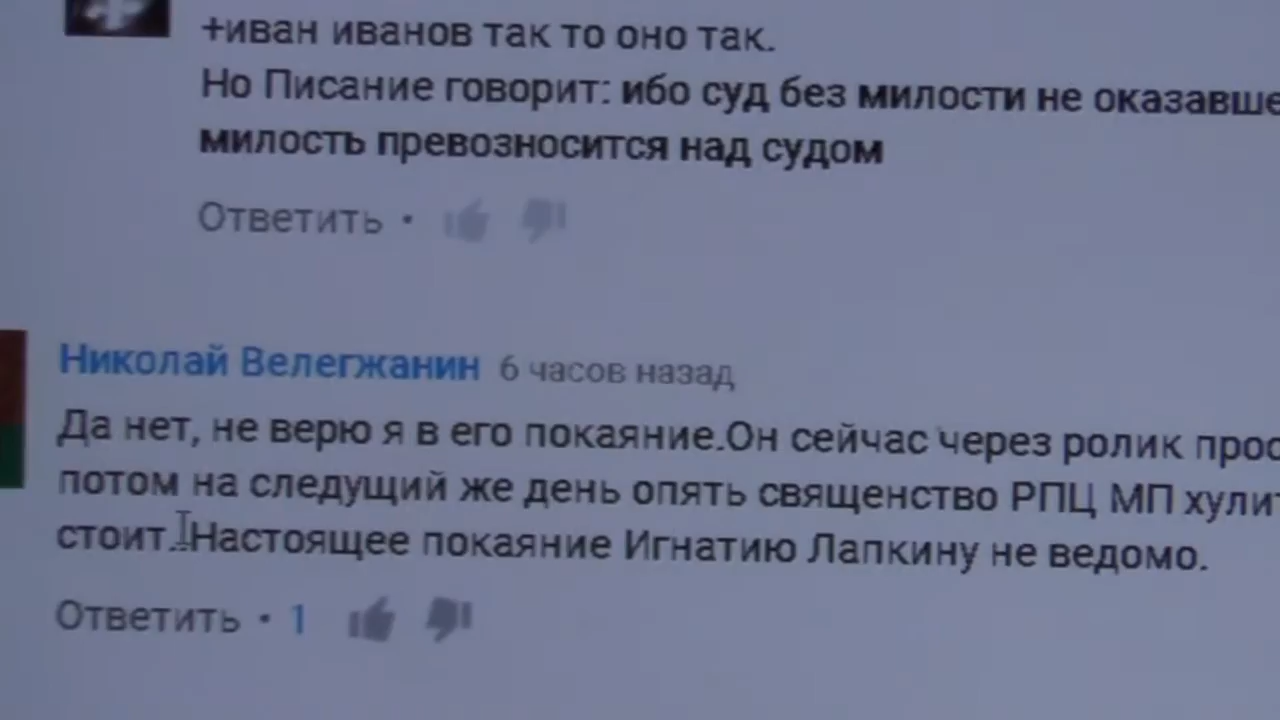 +иван иванов так то оно так.
Но Писание говорит: ибо суд без милости не оказавше
милость превозносится над судом
Ответить •
Николай Велегжанин 6 часов назад
Да нет, не верю я в его покаяние.Он сейчас через ролик прос
потом на следущий же день опять священство РПЦ МП хулит
стоит..Настоящее покаяние Игнатию Лапкину не ведомо.
Ответить • 1